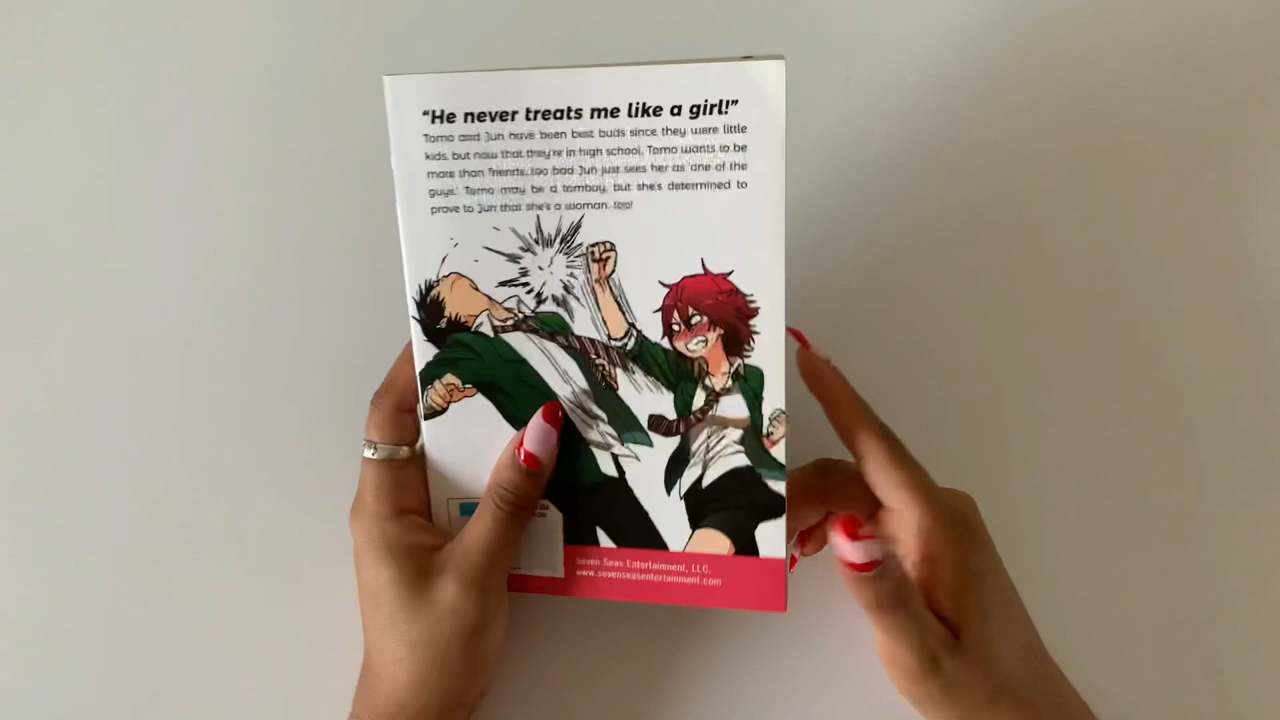 “He never treats me like a girl!”
Tomo and Jun have been best buds since they were little
kids, but now that they're in high school, Tomo wants to be
more than friends. Too bad Jun just sees her as 'one of the
guys.' Tomo may be a tomboy, but she's determined to
prove to Jun that she's a woman, too!
Seven Seas Entertainment, LLC.
www.sevenseasentertainment.com